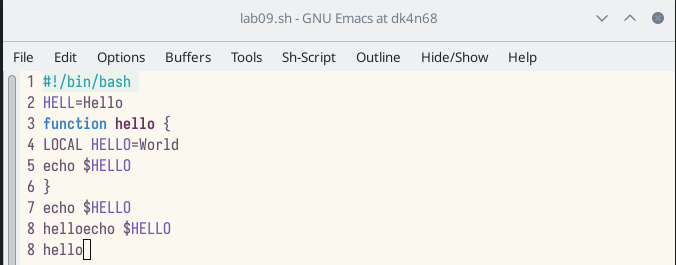 lab09.sh - GNU Emacs at dk4n68
File Edit Options Buffers Tools Sh-Script Outline Hide/Show Help
1 #!/bin/bash
2 HELL=Hello
3 function hello {
4 LOCAL HELLO=World
5 echo $HELLO
6 }
7 echo $HELLO
8 helloecho $HELLO
8 hello